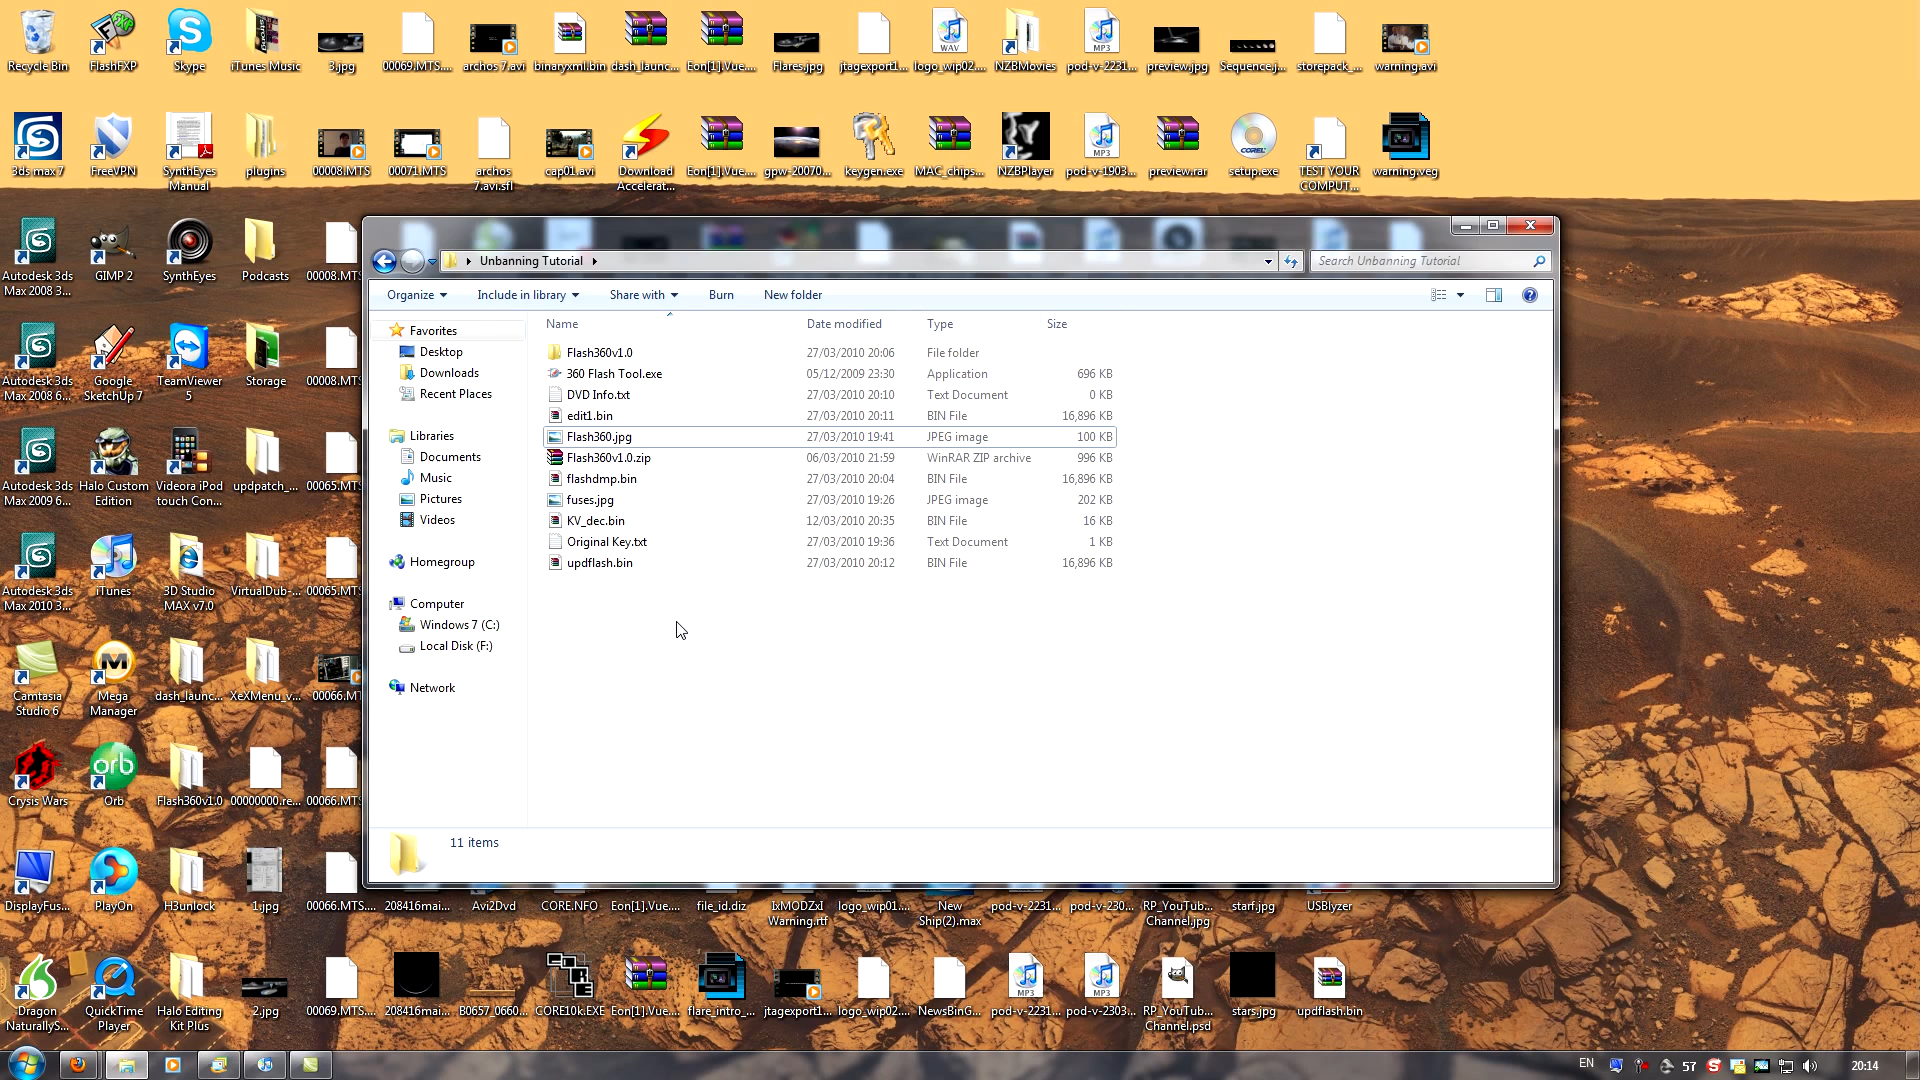 Recycle Bin
FlashFXP
Skype
iTunes Music
3.jpg
00069.MTS....
archos 7.avi
binaryxml.bin
dash_launc...
Eon[1].Vue....
Flares.jpg
jtagexport1...
logo_wip02....
NZBMovies
pod-v-2231...
preview.jpg
Sequence.j...
storepack_...
warning.avi
WAV
MP3
3ds max 7
FreeVPN
SynthEyes
Manual
plugins
00008.MTS
00071.MTS
archos
7.avi.sfl
cap01.avi
Download
Accelerat...
Eon[1].Vue....
gpw-20070...
keygen.exe
MAC_chips...
NZBPlayer
pod-v-1903...
preview.rar
setup.exe
TEST YOUR
COMPUT...
warning.veg
MP3
COREL
Autodesk 3ds
Max 2008 3...
GIMP 2
SynthEyes
Podcasts
00008.MT
Autodesk 3ds
Max 2008 6...
Google
SketchUp 7
TeamViewer
5
Storage
00008.MT
Autodesk 3ds
Max 2009 6...
Halo Custom
Edition
Videora iPod
touch Con...
updpatch_...
00065.MT
Autodesk 3ds
Max 2010 3...
iTunes
3D Studio
MAX v7.0
VirtualDub-...
00065.MT
Camtasia
Studio 6
Mega
Manager
dash_launc...
XeXMenu_v...
00066.MT
Crysis Wars
orb
Orb
Flash360v1.0
00000000.re...
00066.MT
DisplayFus...
PlayOn
H3unlock
1.jpg
00066.MTS....
208416mai...
Avi2Dvd
CORE.NFO
Eon[1].Vue....
file_id.diz
IxMODZxI
Warning.rtf
logo_wip01....
New
Ship(2).max
pod-v-2231...
pod-v-230...
RP_YouTub...
Channel.jpg
starf.jpg
USBlyzer
Dragon
NaturallyS...
QuickTime
Player
Halo Editing
Kit Plus
2.jpg
00069.MTS....
208416mai...
B0657_0660...
CORE10k.EXE
Eon[1].Vue....
flare_intro_...
jtagexport1...
logo_wip02....
NewsBinG...
pod-v-2231...
pod-v-2303...
RP_YouTub...
Channel.psd
stars.jpg
updflash.bin
MP3
MP3
Unbanning Tutorial
Search Unbanning Tutorial
Organize
Include in library
Share with
Burn
New folder
Favorites
Desktop
Downloads
Recent Places
Libraries
Documents
Music
Pictures
Videos
Homegroup
Computer
Windows 7 (C:)
Local Disk (F:)
Network
Name Date modified Type Size
Flash360v1.0 27/03/2010 20:06 File folder
360 Flash Tool.exe 05/12/2009 23:30 Application 696 KB
DVD Info.txt 27/03/2010 20:10 Text Document 0 KB
edit1.bin 27/03/2010 20:11 BIN File 16,896 KB
Flash360.jpg 27/03/2010 19:41 JPEG image 100 KB
Flash360v1.0.zip 06/03/2010 21:59 WinRAR ZIP archive 996 KB
flashdmp.bin 27/03/2010 20:04 BIN File 16,896 KB
fuses.jpg 27/03/2010 19:26 JPEG image 202 KB
KV_dec.bin 12/03/2010 20:35 BIN File 16 KB
Original Key.txt 27/03/2010 19:36 Text Document 1 KB
updflash.bin 27/03/2010 20:12 BIN File 16,896 KB
11 items
EN
57
20:14